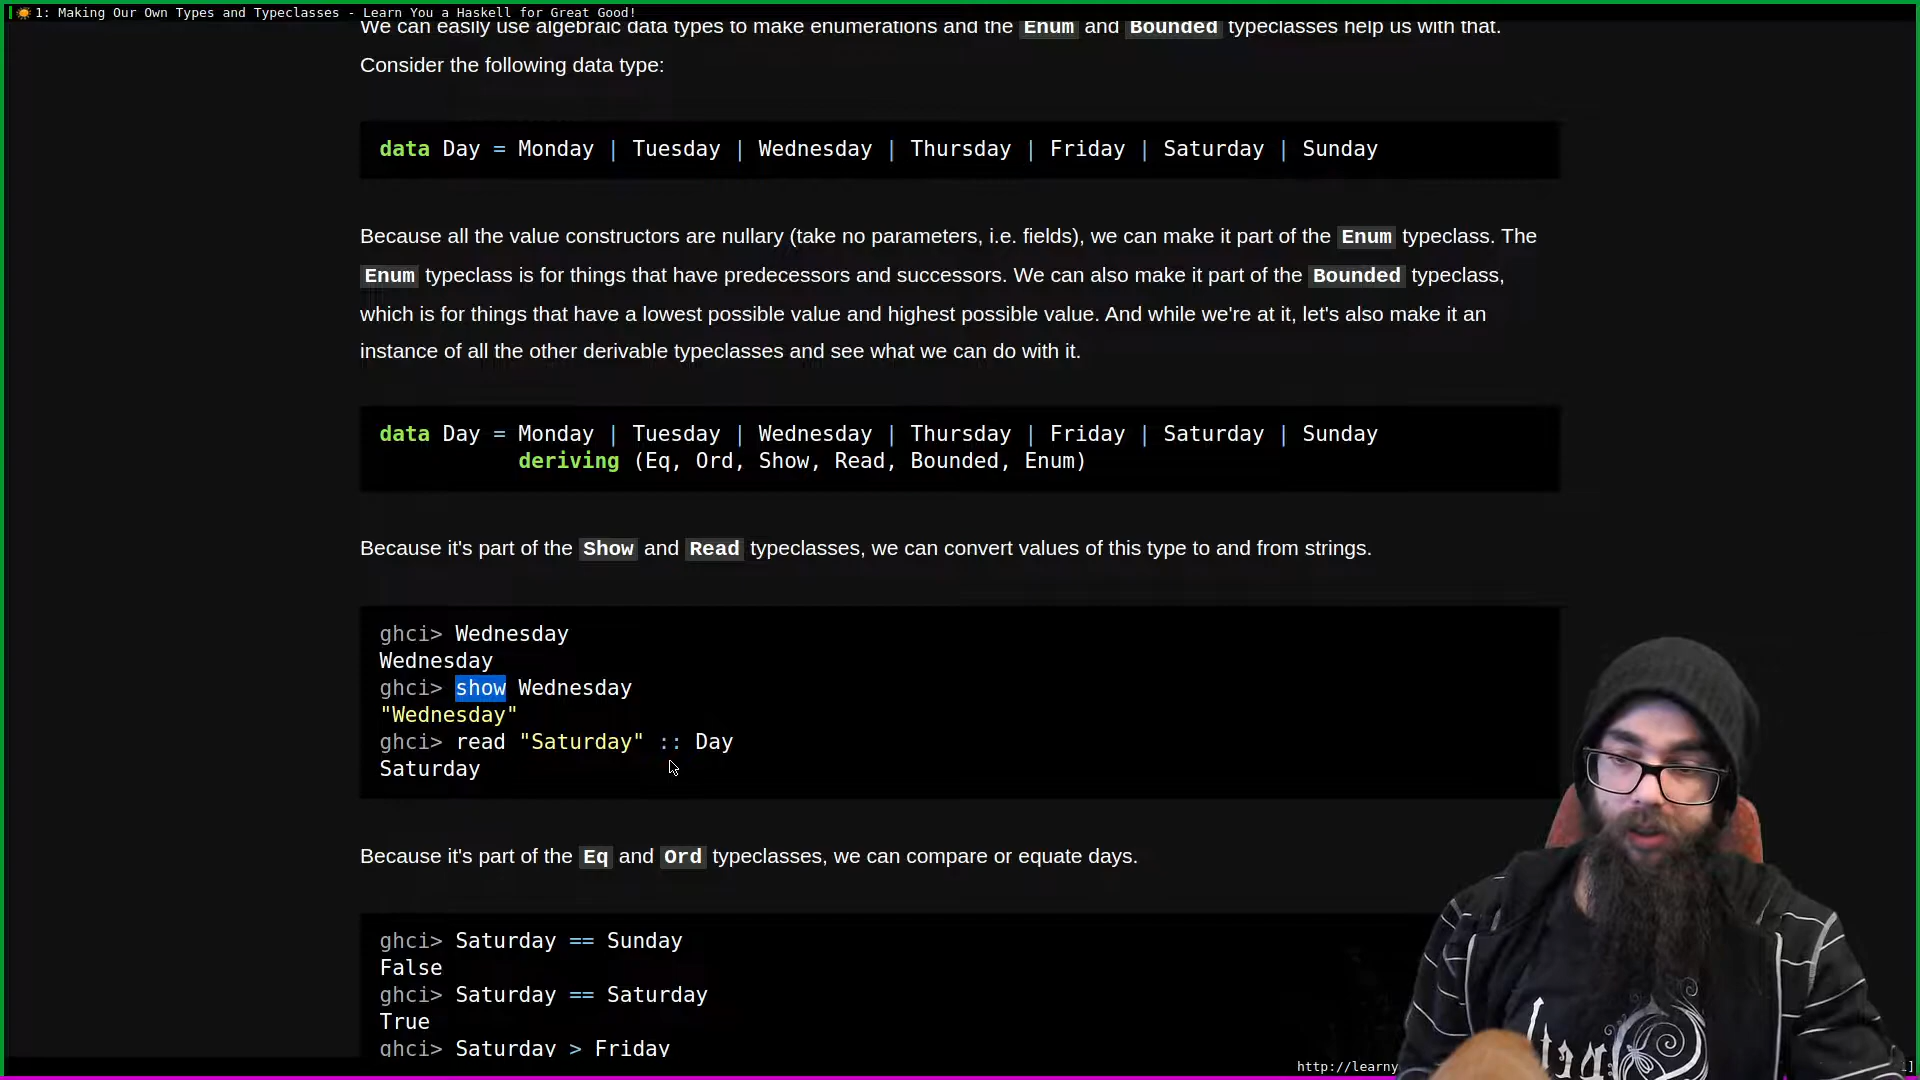 1: Making Our Own Types and Typeclasses - Learn You a Haskell for Great Good!
We can easily use algebraic data types to make enumerations and the Enum and Bounded typeclasses help us with that.
Consider the following data type:
data Day = Monday | Tuesday | Wednesday | Thursday | Friday | Saturday | Sunday
Because all the value constructors are nullary (take no parameters, i.e. fields), we can make it part of the Enum typeclass. The
Enum typeclass is for things that have predecessors and successors. We can also make it part of the Bounded typeclass,
which is for things that have a lowest possible value and highest possible value. And while we're at it, let's also make it an
instance of all the other derivable typeclasses and see what we can do with it.
data Day = Monday | Tuesday | Wednesday | Thursday | Friday | Saturday | Sunday
deriving (Eq, Ord, Show, Read, Bounded, Enum)
Because it's part of the Show and Read typeclasses, we can convert values of this type to and from strings.
ghci> Wednesday
Wednesday
ghci> show Wednesday
"Wednesday"
ghci> read "Saturday" :: Day
Saturday
Because it's part of the Eq and Ord typeclasses, we can compare or equate days.
ghci> Saturday == Sunday
False
ghci> Saturday == Saturday
True
ghci> Saturday > Friday
http://learny